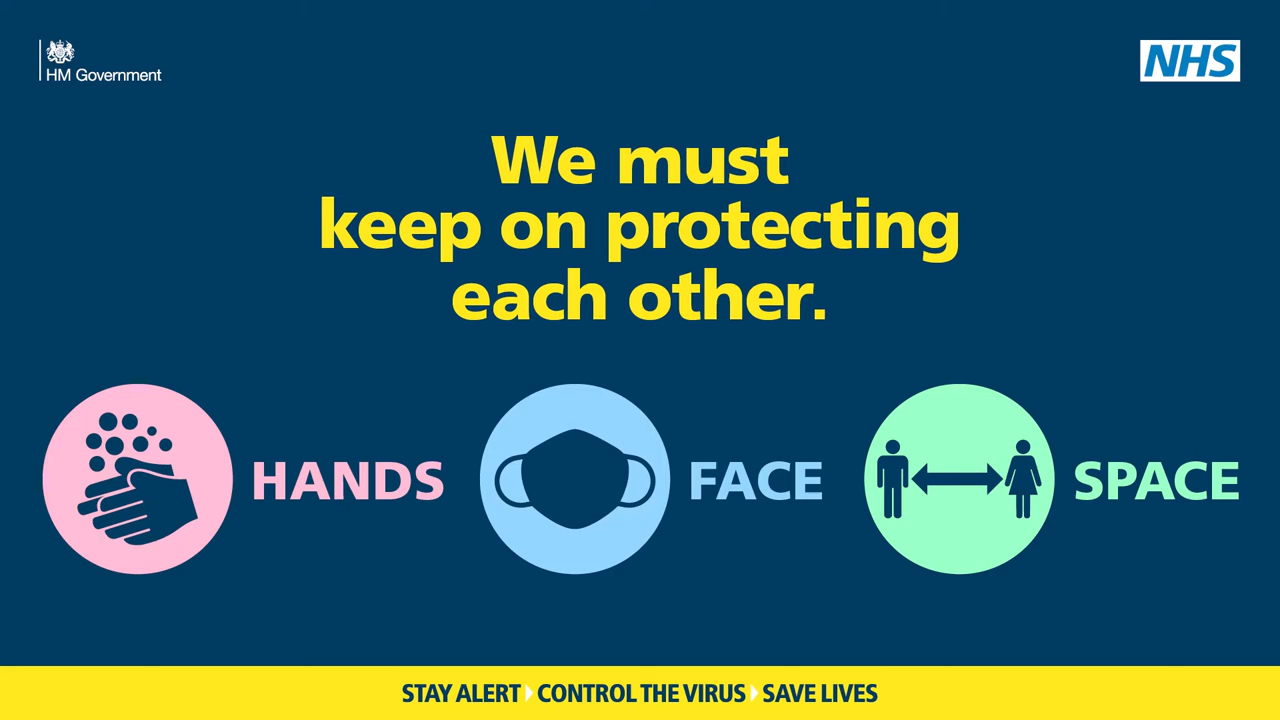 HM Government
NHS
We must
keep on protecting
each other.
HANDS
FACE
SPACE
STAY ALERT CONTROL THE VIRUS SAVE LIVES